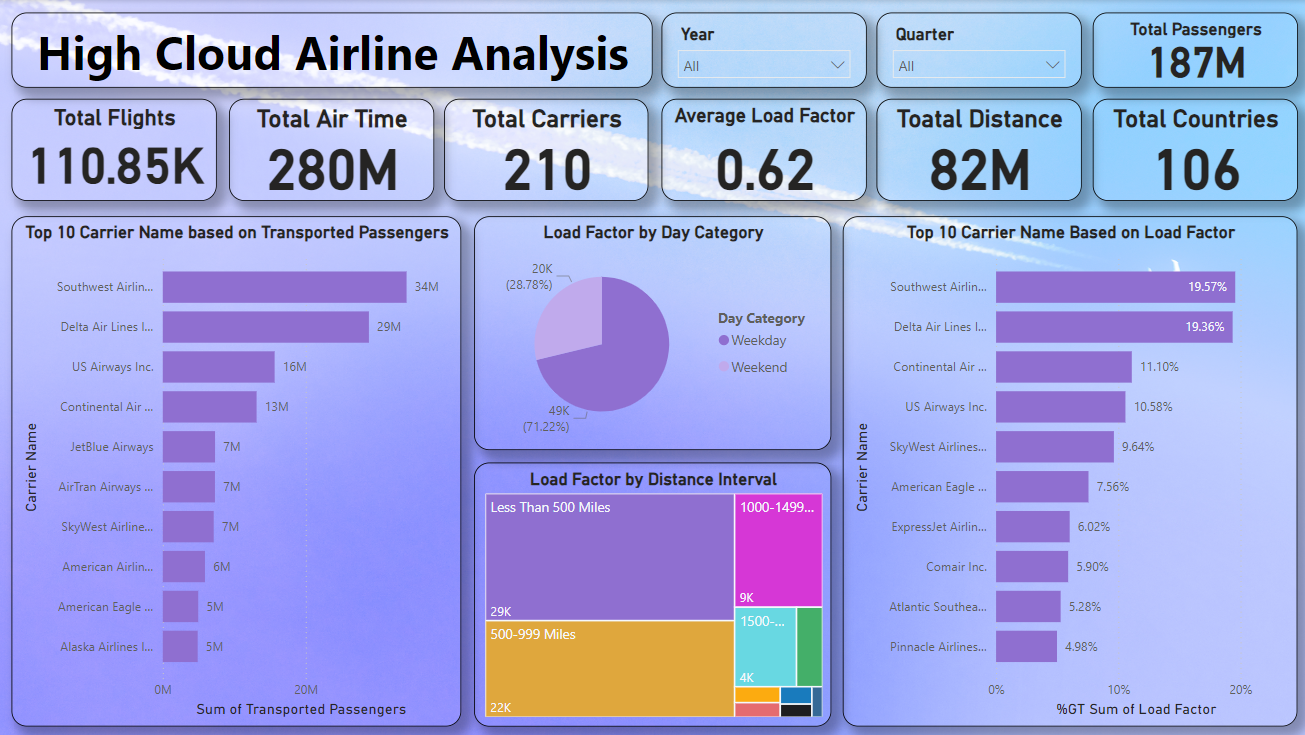 High Cloud Airline Analysis
Year
All
Quarter
All
Total Passengers
187M
Total Flights
110.85K
Total Air Time
280M
Total Carriers
210
Average Load Factor
0.62
Toatal Distance
82M
Total Countries
106
Top 10 Carrier Name based on Transported Passengers
Carrier Name
Southwest Airlin... 34M
Delta Air Lines I... 29M
US Airways Inc. 16M
Continental Air ... 13M
JetBlue Airways 7M
AirTran Airways ... 7M
SkyWest Airline... 7M
American Airlin... 6M
American Eagle ... 5M
Alaska Airlines I... 5M
0M 20M
Sum of Transported Passengers
Load Factor by Day Category
20K
(28.78%)
49K
(71.22%)
Day Category
Weekday
Weekend
Load Factor by Distance Interval
Less Than 500 Miles
29K
500-999 Miles
22K
1000-1499...
9K
1500-...
4K
Top 10 Carrier Name Based on Load Factor
Carrier Name
Southwest Airlin... 19.57%
Delta Air Lines I... 19.36%
Continental Air ... 11.10%
US Airways Inc. 10.58%
SkyWest Airlines... 9.64%
American Eagle ... 7.56%
ExpressJet Airlin... 6.02%
Comair Inc. 5.90%
Atlantic Southea... 5.28%
Pinnacle Airlines... 4.98%
0% 10% 20%
%GT Sum of Load Factor